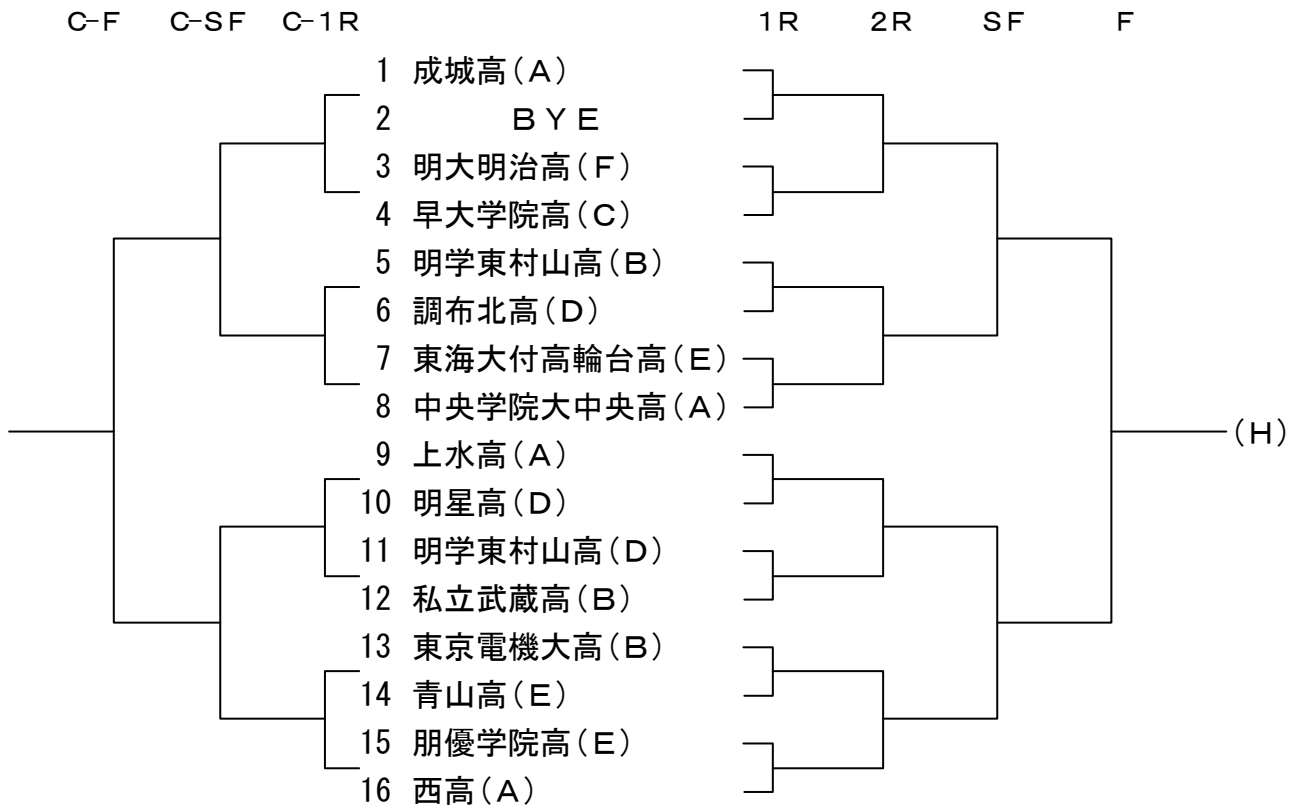 C-F C-SF C-1R 1R 2R SF F
1 成城高(A)
2 BYE
3 明大明治高(F)
4 早大学院高(C)
5 明学東村山高(B)
6 調布北高(D)
7 東海大付高輪台高(E)
8 中央学院大中央高(A)
(H)
9 上水高(A)
10 明星高(D)
11 明学東村山高(D)
12 私立武蔵高(B)
13 東京電機大高(B)
14 青山高(E)
15 朋優学院高(E)
16 西高(A)